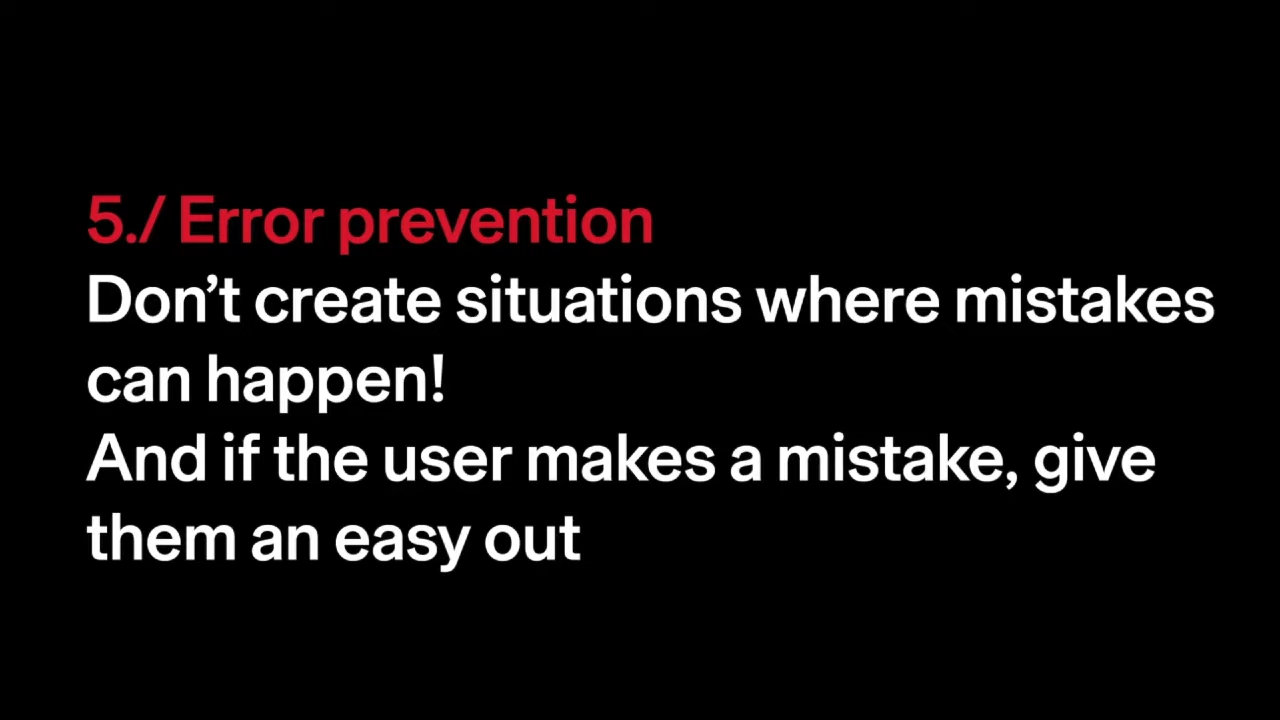 5./ Error prevention
Don’t create situations where mistakes
can happen!
And if the user makes a mistake, give
them an easy out